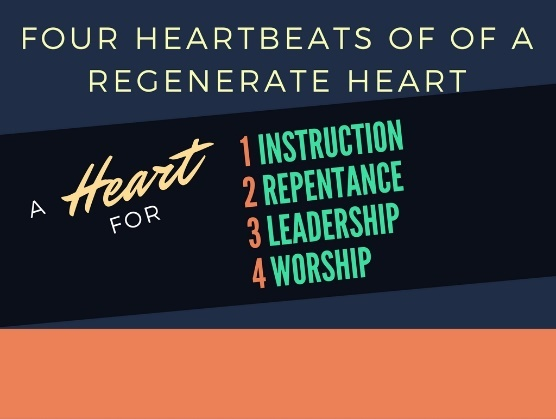 FOUR HEARTBEATS OF OF A
REGENERATE HEART
A Heart
FOR
1 INSTRUCTION
2 REPENTANCE
3 LEADERSHIP
4 WORSHIP